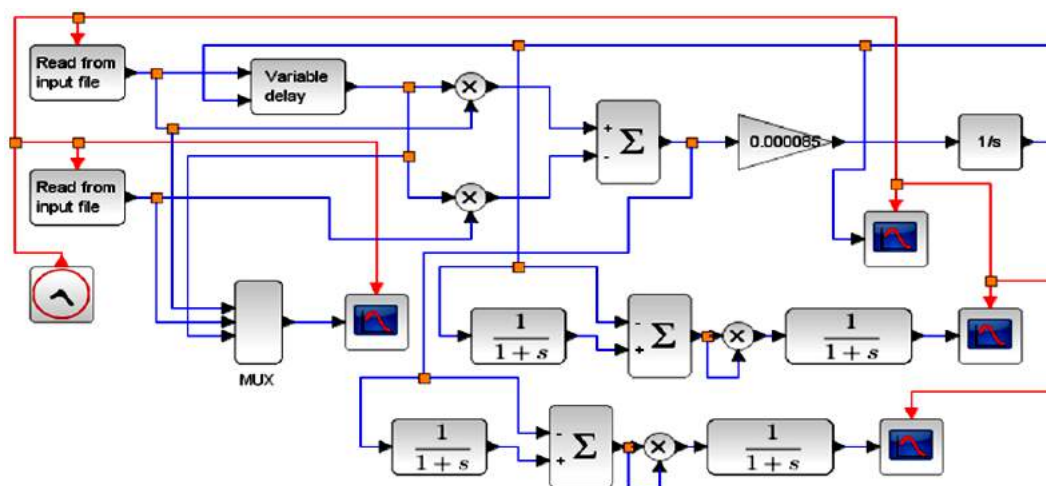 Read from
input file
Variable
delay
×
+
-
Σ
0.000085
1/s
Read from
input file
×
MUX
1
1 + s
-
+
Σ
×
1
1 + s
1
1 + s
-
+
Σ
×
1
1 + s